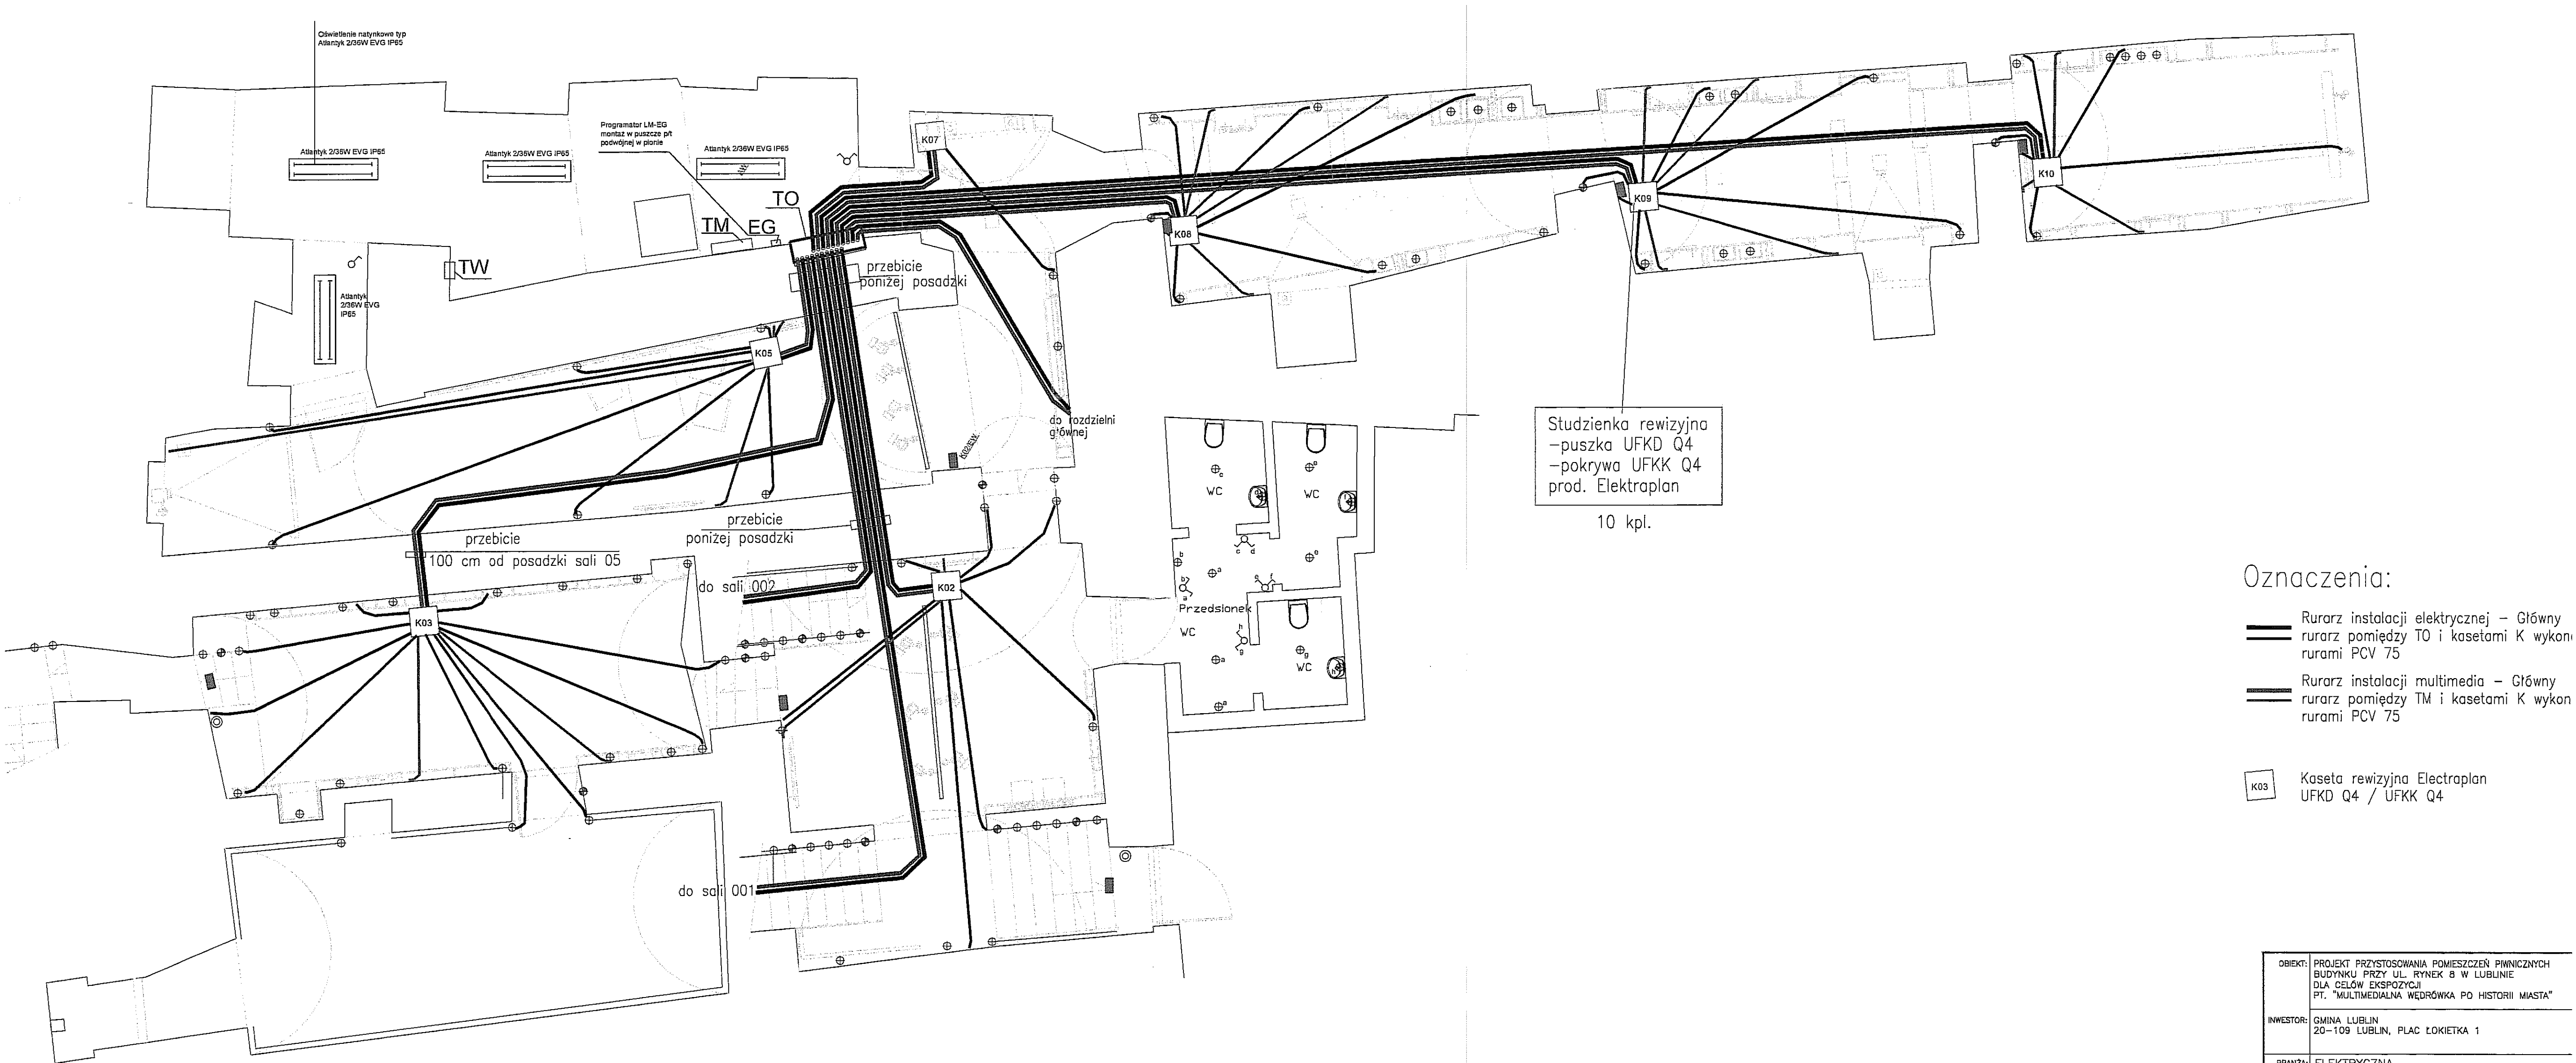 Oświetlenie natynkowe typ
Atlantyk 2/36W EVG IP65
Atlantyk 2/36W EVG IP65
Atlantyk 2/36W EVG IP65
Programator LM-EG
montaż w puszcze p/t
podwójnej w pionie
Atlantyk 2/36W EVG IP65
Atlantyk
2/36W EVG
IP65
TW
TM
EG
TO
K07
K08
K09
K10
przebicie
poniżej posadzki
K05
do rozdzielni
głównej
Studzienka rewizyjna
-puszka UFKD Q4
-pokrywa UFKK Q4
prod. Elektraplan
10 kpl.
przebicie
poniżej posadzki
przebicie
100 cm od posadzki sali 05
do sali 002
K02
K03
do sali 001
WC
WC
Przedsionek
WC
WC
Oznaczenia:
Rurarz instalacji elektrycznej – Główny
rurarz pomiędzy TO i kasetami K wykon
rurami PCV 75
Rurarz instalacji multimedia – Główny
rurarz pomiędzy TM i kasetami K wykon
rurami PCV 75
K03
Kaseta rewizyjna Electraplan
UFKD Q4 / UFKK Q4
OBIEKT: PROJEKT PRZYSTOSOWANIA POMIESZCZEŃ PIWNICZNYCH
BUDYNKU PRZY UL. RYNEK 8 W LUBLINIE
DLA CELÓW EKSPOZYCJI
PT. "MULTIMEDIALNA WĘDRÓWKA PO HISTORII MIASTA"
INWESTOR: GMINA LUBLIN
20-109 LUBLIN, PLAC ŁOKIETKA 1
BRANŻA: ELEKTRYCZNA